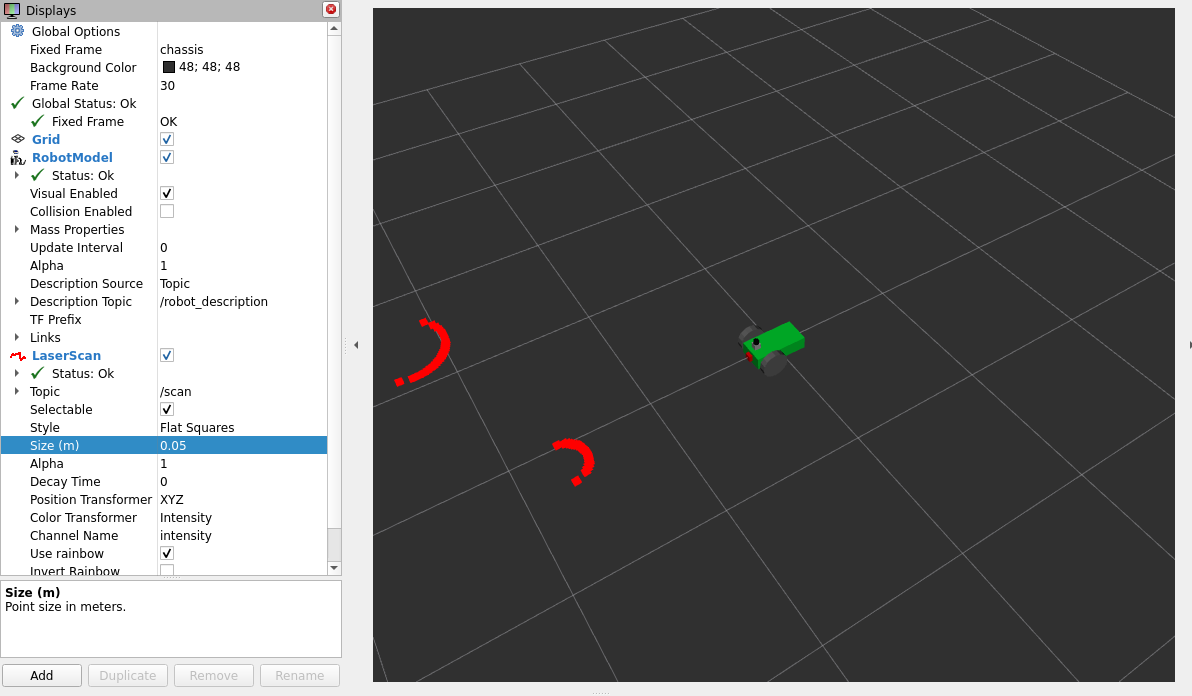 Displays
Global Options
Fixed Frame chassis
Background Color 48; 48; 48
Frame Rate 30
Global Status: Ok
Fixed Frame OK
Grid
RobotModel
Status: Ok
Visual Enabled
Collision Enabled
Mass Properties
Update Interval 0
Alpha 1
Description Source Topic
Description Topic /robot_description
TF Prefix
Links
LaserScan
Status: Ok
Topic /scan
Selectable
Style Flat Squares
Size (m) 0.05
Alpha 1
Decay Time 0
Position Transformer XYZ
Color Transformer Intensity
Channel Name intensity
Use rainbow
Invert Rainbow
Size (m)
Point size in meters.
Add Duplicate Remove Rename